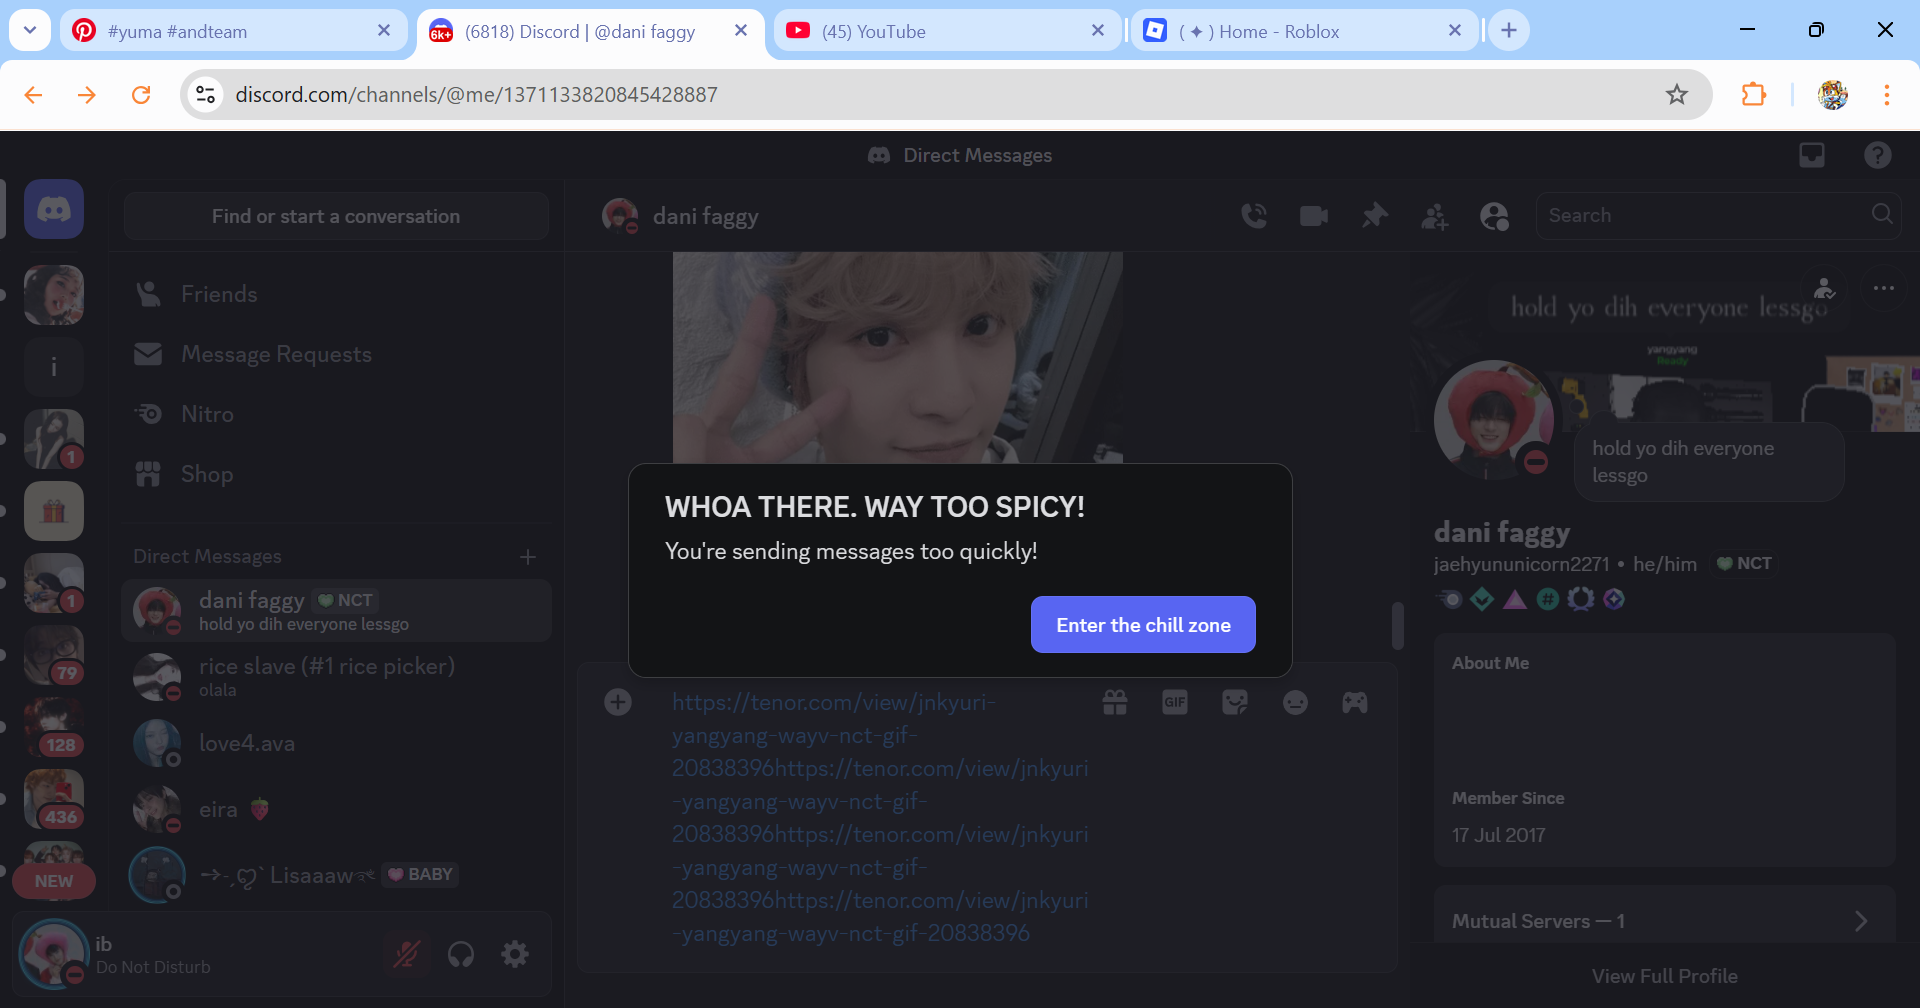 #yuma #andteam
6k+
(6818) Discord | @dani faggy
(45) YouTube
( ✦ ) Home - Roblox
discord.com/channels/@me/1371133820845428887
Direct Messages
Find or start a conversation
dani faggy
Search
Friends
Message Requests
Nitro
Shop
Direct Messages
dani faggy NCT
hold yo dih everyone lessgo
rice slave (#1 rice picker)
olala
love4.ava
eira 🍓
Lisaaaw BABY
i
1
1
79
128
436
NEW
ib
Do Not Disturb
WHOA THERE. WAY TOO SPICY!
You're sending messages too quickly!
Enter the chill zone
https://tenor.com/view/jnkyuri-
yangyang-wayv-nct-gif-
20838396https://tenor.com/view/jnkyuri
-yangyang-wayv-nct-gif-
20838396https://tenor.com/view/jnkyuri
-yangyang-wayv-nct-gif-
20838396https://tenor.com/view/jnkyuri
-yangyang-wayv-nct-gif-20838396
GIF
hold yo dih everyone lessgo
yangyang
Ready
hold yo dih everyone
lessgo
dani faggy
jaehyununicorn2271 • he/him NCT
About Me
Member Since
17 Jul 2017
Mutual Servers — 1
View Full Profile